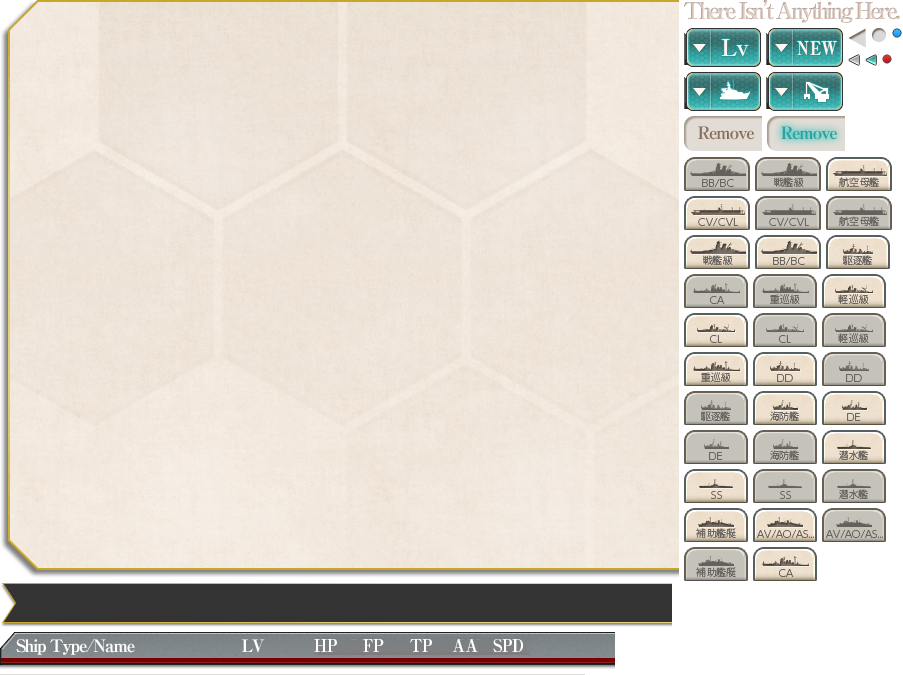 There Isn't Anything Here.
Lv NEW
Remove Remove
BB/BC 戦艦級 航空母艦
CV/CVL CV/CVL 航空母艦
戦艦級 BB/BC 駆逐艦
CA 重巡級 軽巡級
CL CL 軽巡級
重巡級 DD DD
駆逐艦 海防艦 DE
DE 海防艦 潜水艦
SS SS 潜水艦
補助艦艇 AV/AO/AS... AV/AO/AS...
補助艦艇 CA
Ship Type/Name LV HP FP TP AA SPD